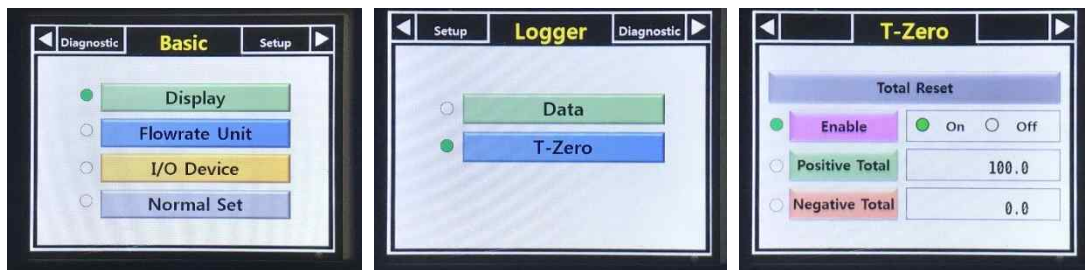 Diagnostic Basic Setup
Display
Flowrate Unit
I/O Device
Normal Set
Setup Logger Diagnostic
Data
T-Zero
T-Zero
Total Reset
Enable On Off
Positive Total 100.0
Negative Total 0.0